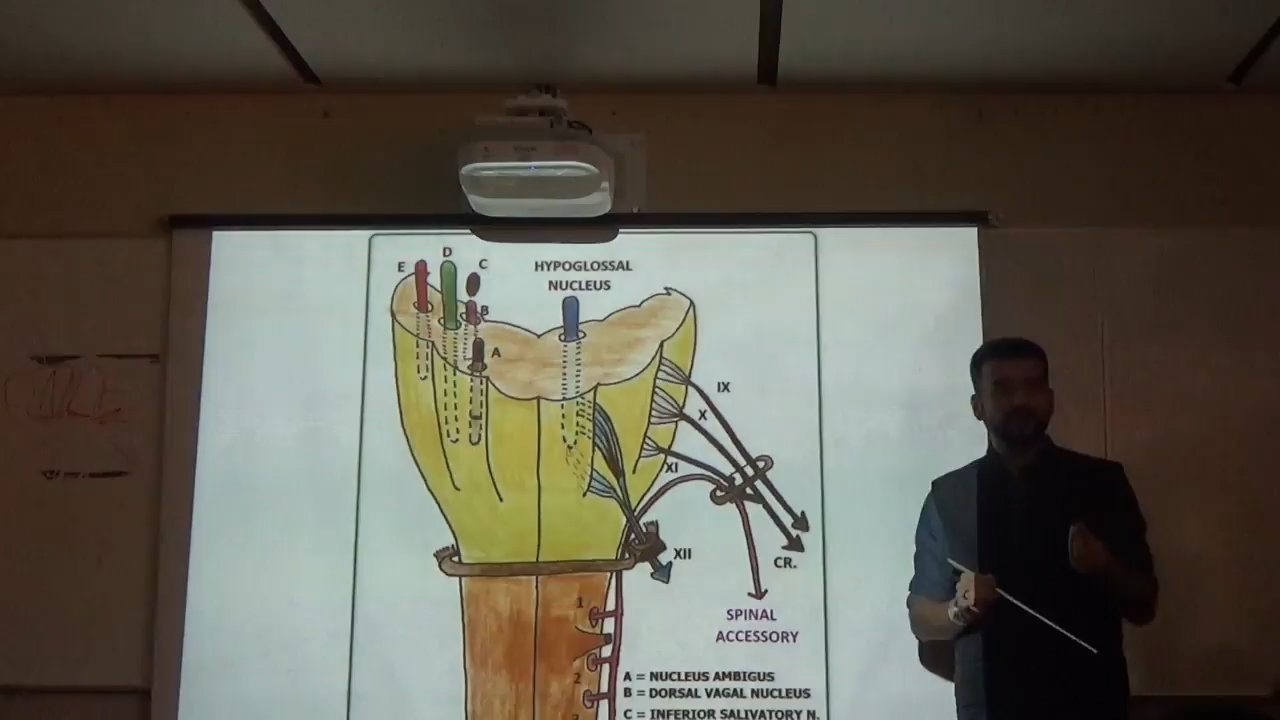 E
D
C
B
A
HYPOGLOSSAL
NUCLEUS
IX
X
XI
XII
CR.
SPINAL
ACCESSORY
1
2
A = NUCLEUS AMBIGUS
B = DORSAL VAGAL NUCLEUS
C = INFERIOR SALIVATORY N.